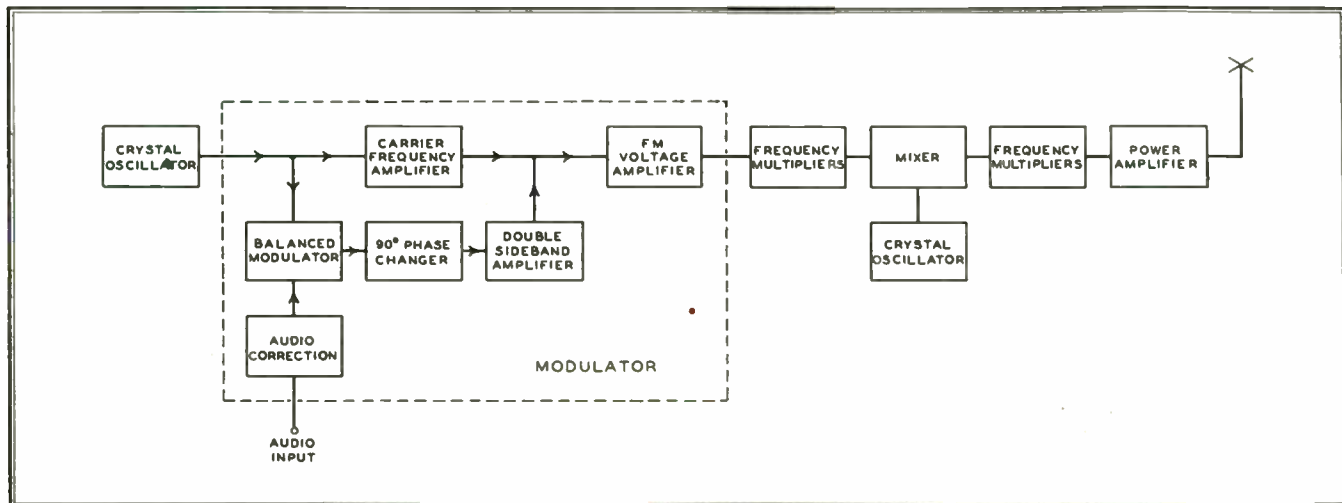 CRYSTAL
OSCILLATOR
CARRIER
FREQUENCY
AMPLIFIER
FM
VOLTAGE
AMPLIFIER
FREQUENCY
MULTIPLIERS
MIXER
FREQUENCY
MULTIPLIERS
POWER
AMPLIFIER
BALANCED
MODULATOR
90° PHASE
CHANGER
DOUBLE
SIDEBAND
AMPLIFIER
CRYSTAL
OSCILLATOR
AUDIO
CORRECTION
MODULATOR
AUDIO
INPUT